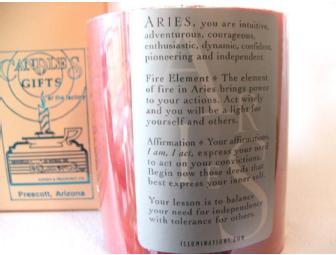 CANDLES
GIFTS
at the factory
Prescott, Arizona
ARIES, you are intuitive,
adventurous, courageous,
enthusiastic, dynamic, confident,
pioneering and independent.
Fire Element + The element
of fire in Aries brings power
to your actions. Act wisely
and you will be a light for
yourself and others.
Affirmation + Your affirmations,
I am, I act, express your need
to act on your convictions.
Begin now those deeds that
best express your inner self.
Your lesson is to balance
your need for independence
with tolerance for others.
ILLUMINATIONS.COM